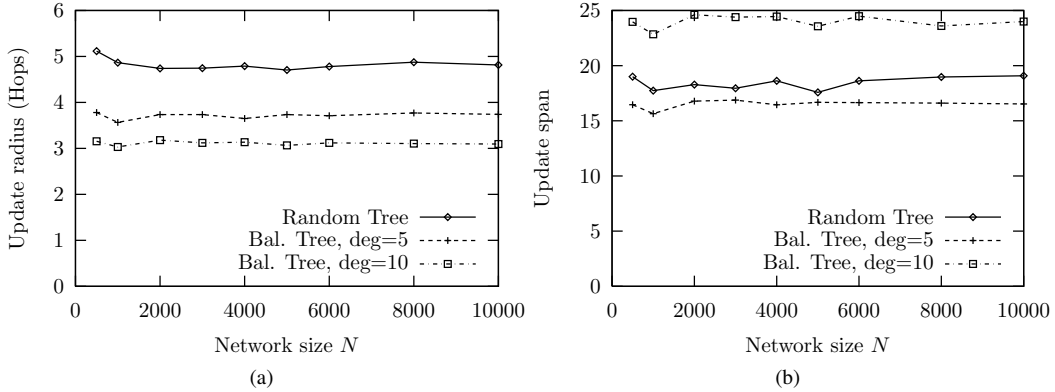 6
5
4
3
2
1
0
Update radius (Hops)
Random Tree
Bal. Tree, deg=5
Bal. Tree, deg=10
0 2000 4000 6000 8000 10000
Network size N
(a)
25
20
15
10
5
0
Update span
Random Tree
Bal. Tree, deg=5
Bal. Tree, deg=10
0 2000 4000 6000 8000 10000
Network size N
(b)